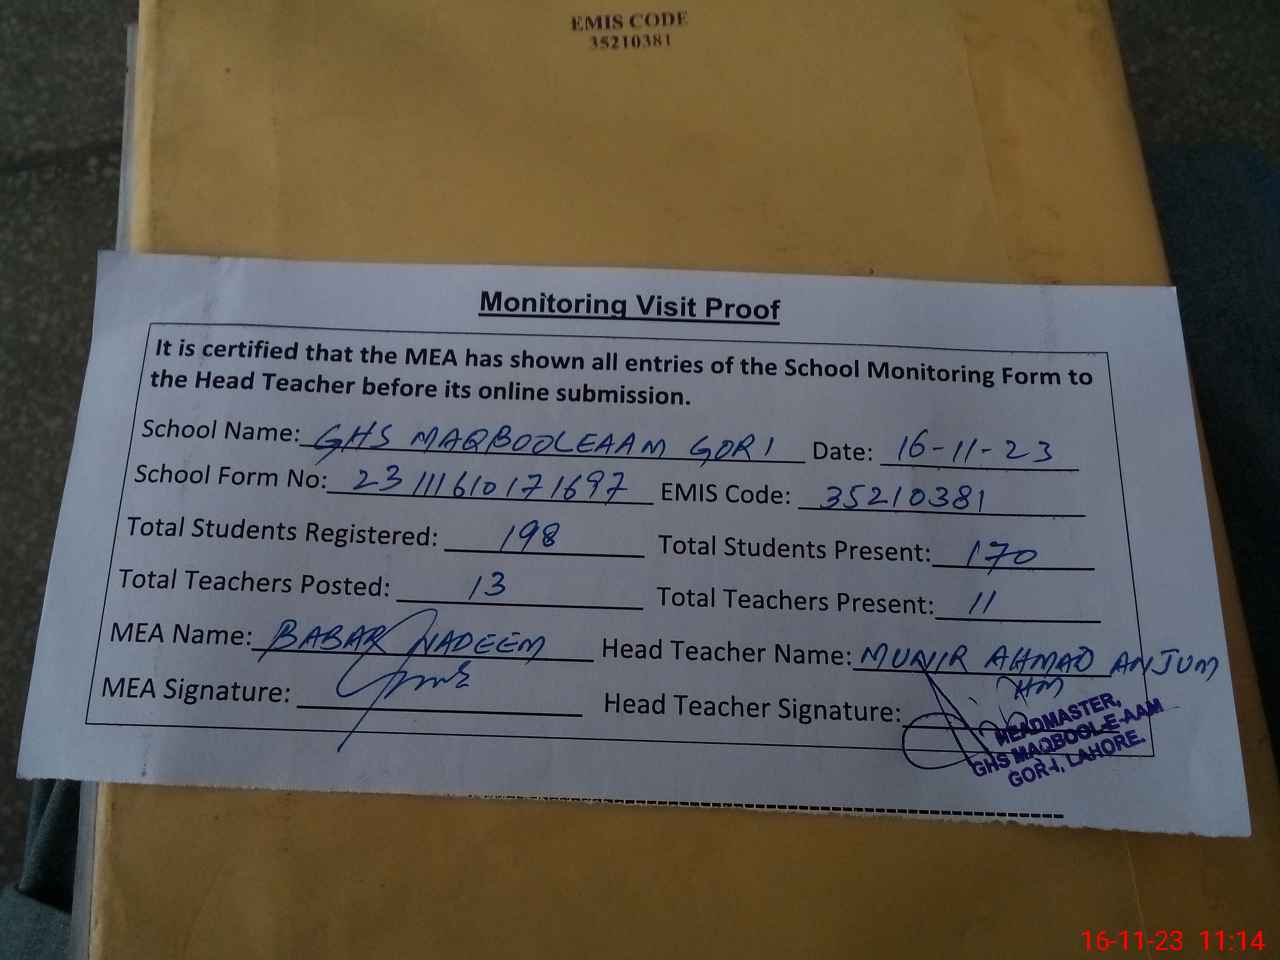 EMIS CODE
35210381
Monitoring Visit Proof
It is certified that the MEA has shown all entries of the School Monitoring Form to
the Head Teacher before its online submission.
School Name: GHS MAQBOOLEAAM GOR I Date: 16-11-23
School Form No: 23111610171697 EMIS Code: 35210381
Total Students Registered: 198 Total Students Present: 170
Total Teachers Posted: 13 Total Teachers Present: 11
MEA Name: BABAR NADEEM Head Teacher Name: MUNIR AHMAD ANJUM
HM
MEA Signature: Head Teacher Signature:
HEADMASTER,
GHS MAQBOOL-E-AAM
GOR-I, LAHORE.
16-11-23 11:14